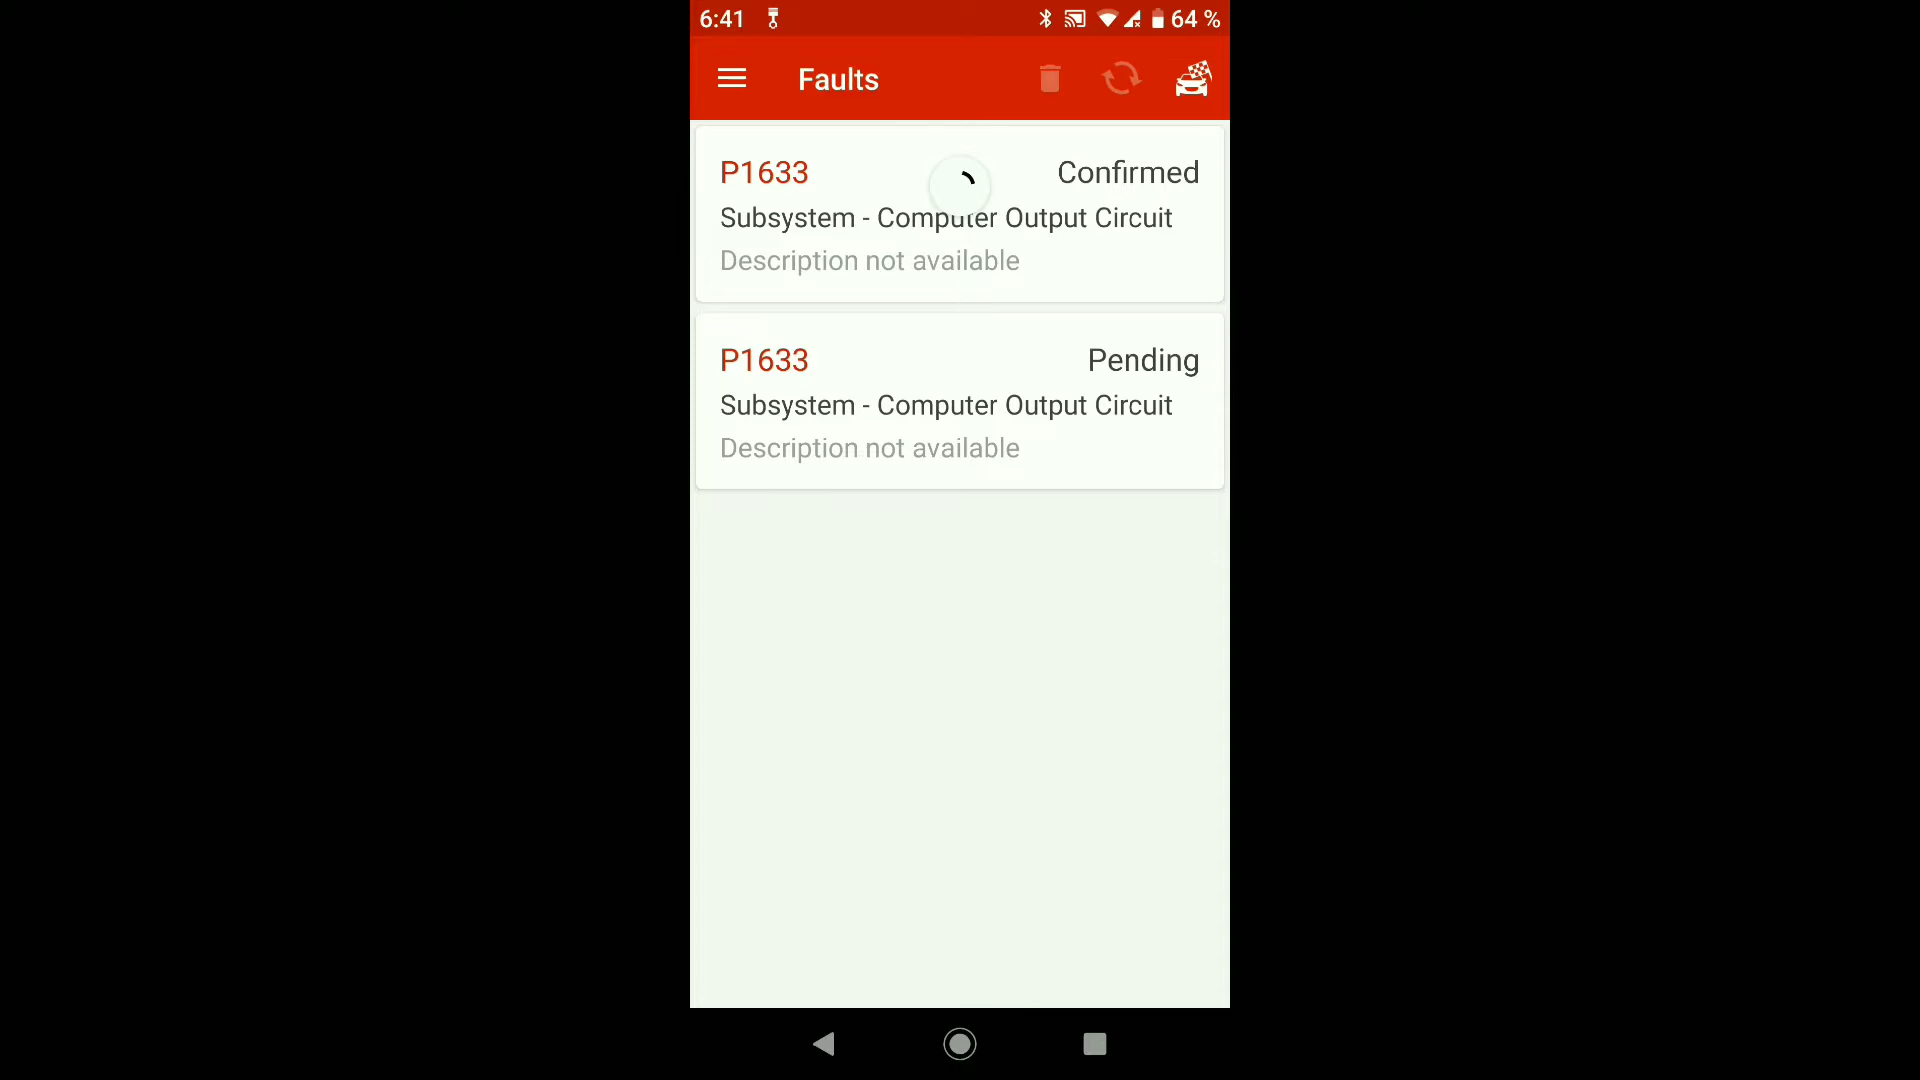 6:41 64 %
Faults
P1633 Confirmed
Subsystem - Computer Output Circuit
Description not available
P1633 Pending
Subsystem - Computer Output Circuit
Description not available